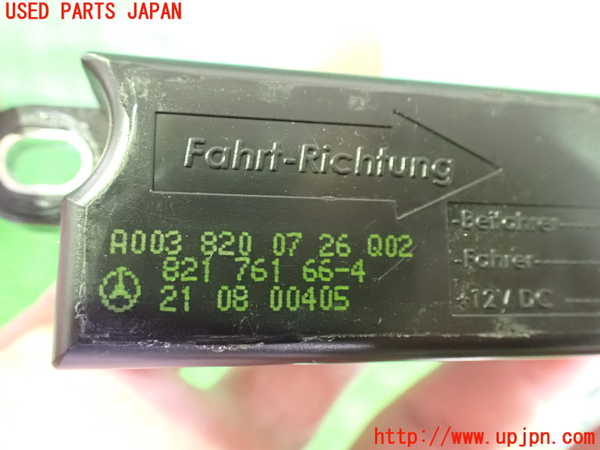 USED PARTS JAPAN
Fahrt-Richtung
-Beifahrer
-Fahrer
+12V DC
A003 820 07 26 Q02
821 761 66-4
21 08 00405
http://www.upjpn.com/